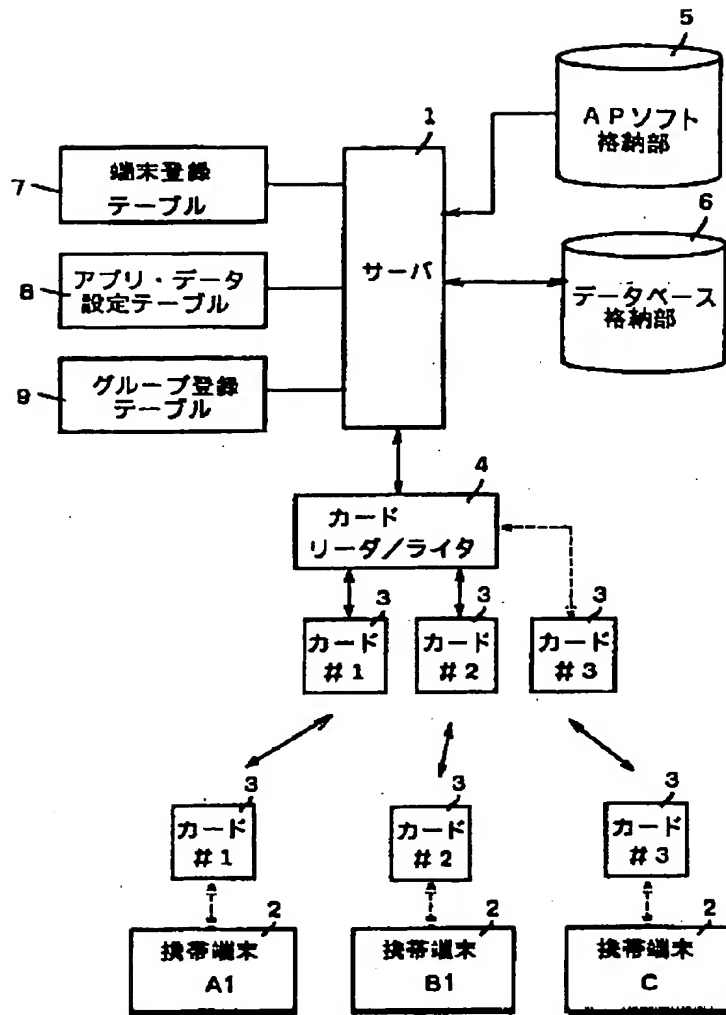 5
APソフト
格納部
1
7
端末登録
テーブル
6
サーバ
8
アプリ・データ
設定テーブル
データベース
格納部
9
グループ登録
テーブル
4
カード
リーダ/ライタ
3
カード
#1
3
カード
#2
3
カード
#3
3
カード
#1
3
カード
#2
3
カード
#3
2
携帯端末
A1
2
携帯端末
B1
2
携帯端末
C